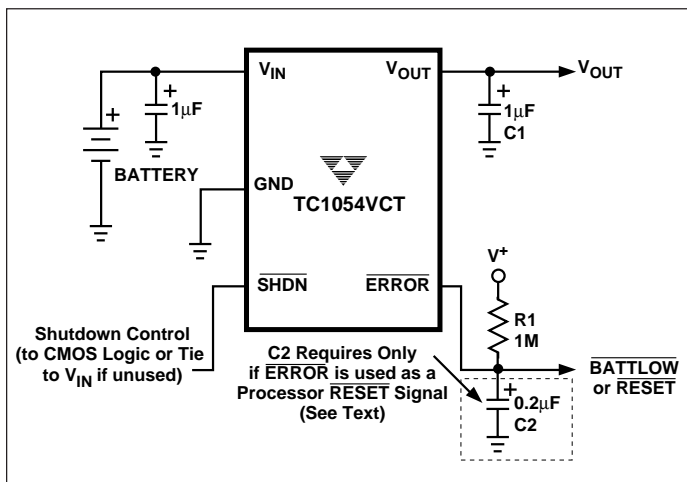 V_IN
V_OUT
V_OUT
+
1µF
+
1µF
C1
+
BATTERY
GND
TC1054VCT
V⁺
SHDN
ERROR
R1
1M
Shutdown Control
(to CMOS Logic or Tie
to V_IN if unused)
C2 Requires Only
if ERROR is used as a
Processor RESET Signal
(See Text)
BATTLOW
or RESET
+
0.2µF
C2